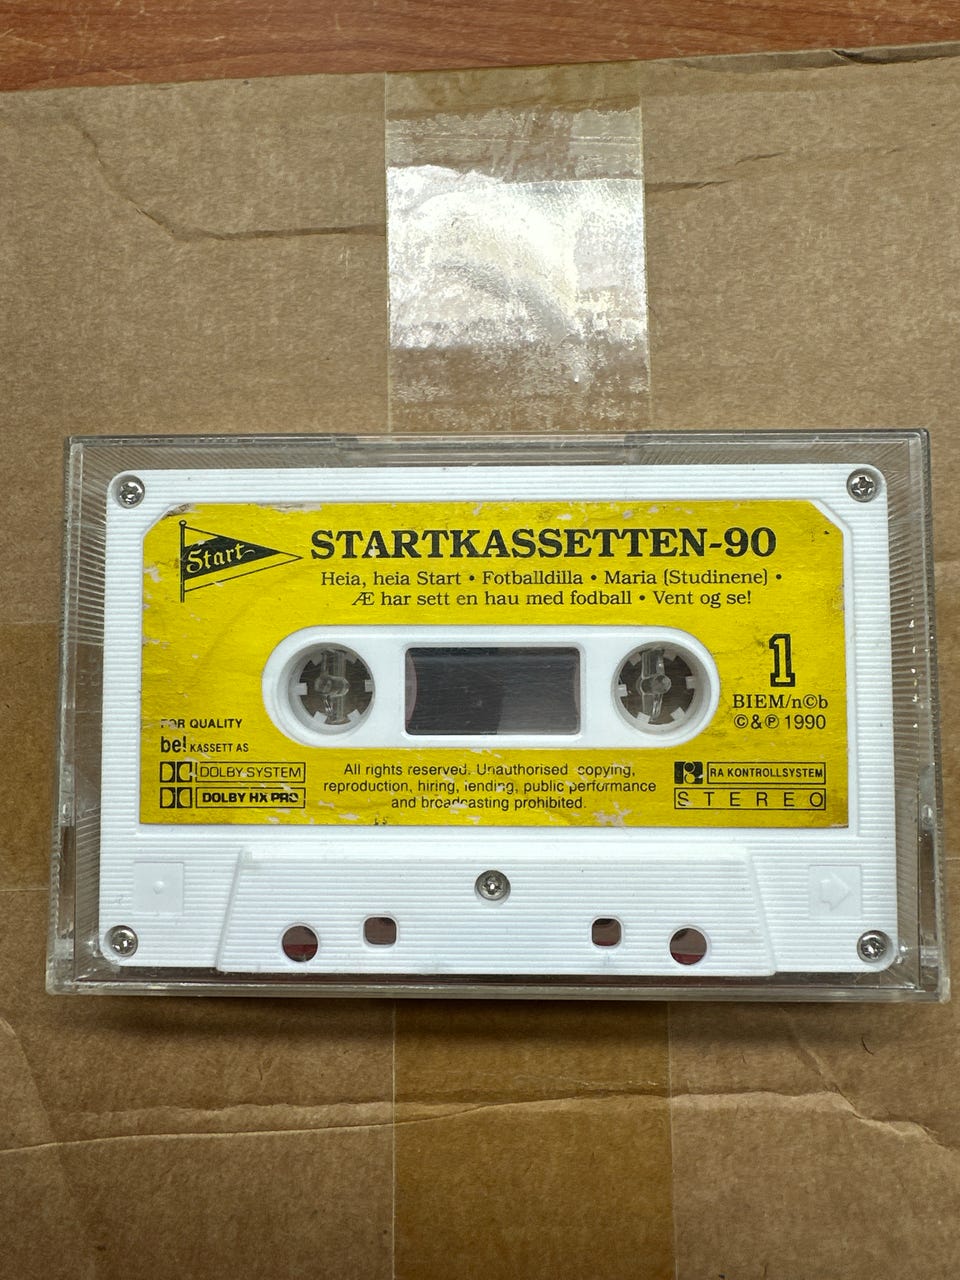 Start
STARTKASSETTEN-90
Heia, heia Start • Fotballdilla • Maria (Studinene) •
Æ har sett en hau med fodball • Vent og se!
1
BIEM/n©b
©&℗ 1990
FOR QUALITY
be! KASSETT AS
DOLBY SYSTEM
DOLBY HX PRO
All rights reserved. Unauthorised copying,
reproduction, hiring, lending, public performance
and broadcasting prohibited.
RA KONTROLLSYSTEM
STEREO